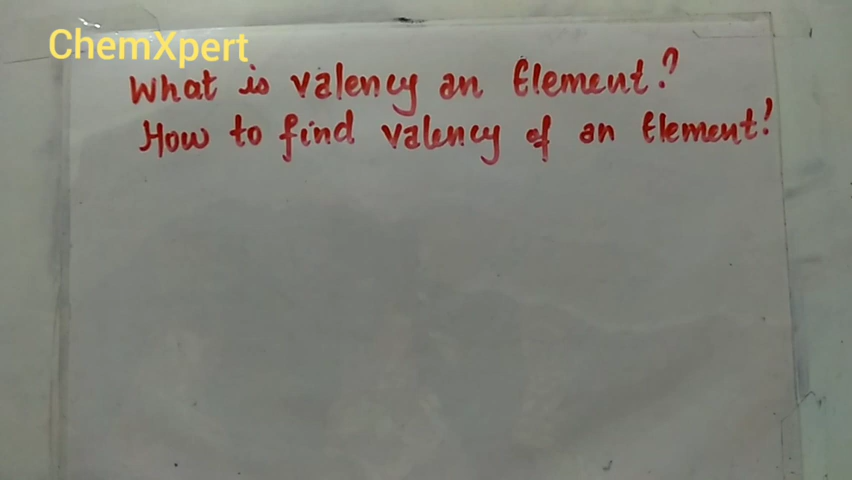 ChemXpert
What is valency an Element?
How to find valency of an Element!